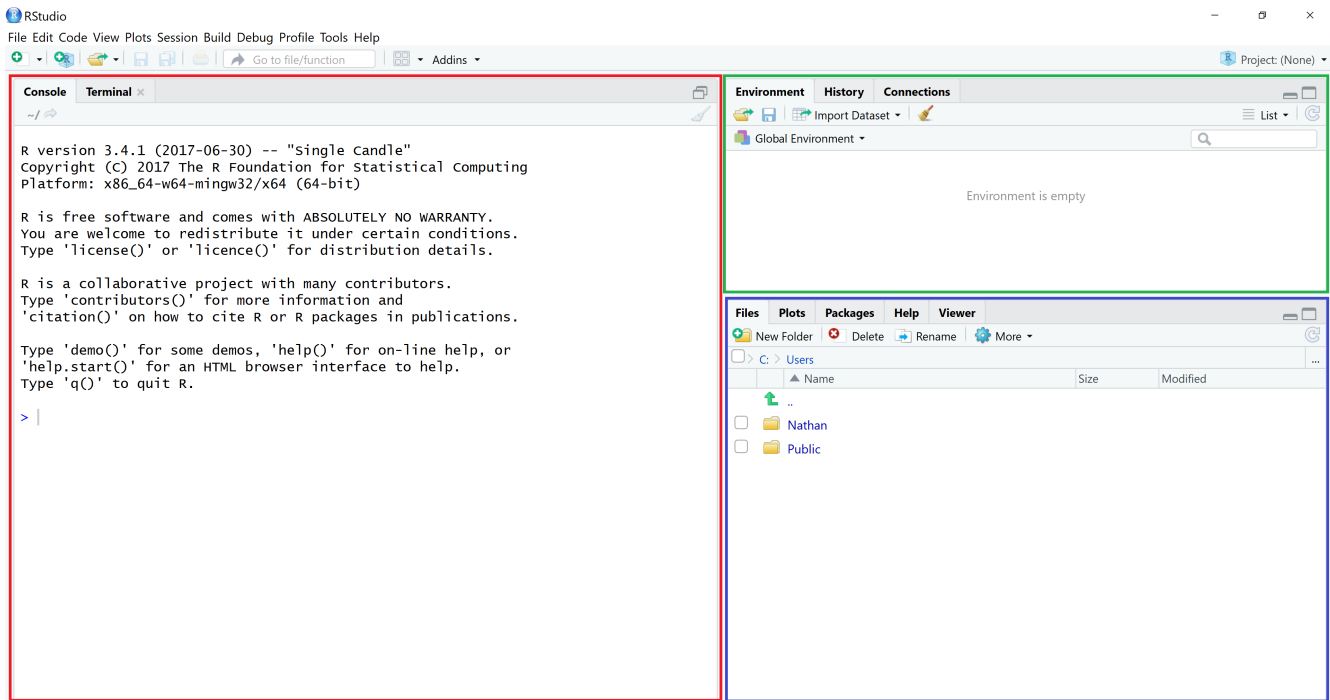 RStudio
File Edit Code View Plots Session Build Debug Profile Tools Help
Go to file/function
Addins
Project: (None)
Console Terminal
~/
R version 3.4.1 (2017-06-30) -- "Single Candle"
Copyright (C) 2017 The R Foundation for Statistical Computing
Platform: x86_64-w64-mingw32/x64 (64-bit)
R is free software and comes with ABSOLUTELY NO WARRANTY.
You are welcome to redistribute it under certain conditions.
Type 'license()' or 'licence()' for distribution details.
R is a collaborative project with many contributors.
Type 'contributors()' for more information and
'citation()' on how to cite R or R packages in publications.
Type 'demo()' for some demos, 'help()' for on-line help, or
'help.start()' for an HTML browser interface to help.
Type 'q()' to quit R.
>
Environment History Connections
Import Dataset
List
Global Environment
Environment is empty
Files Plots Packages Help Viewer
New Folder Delete Rename More
C: Users
...
Name Size Modified
..
Nathan
Public